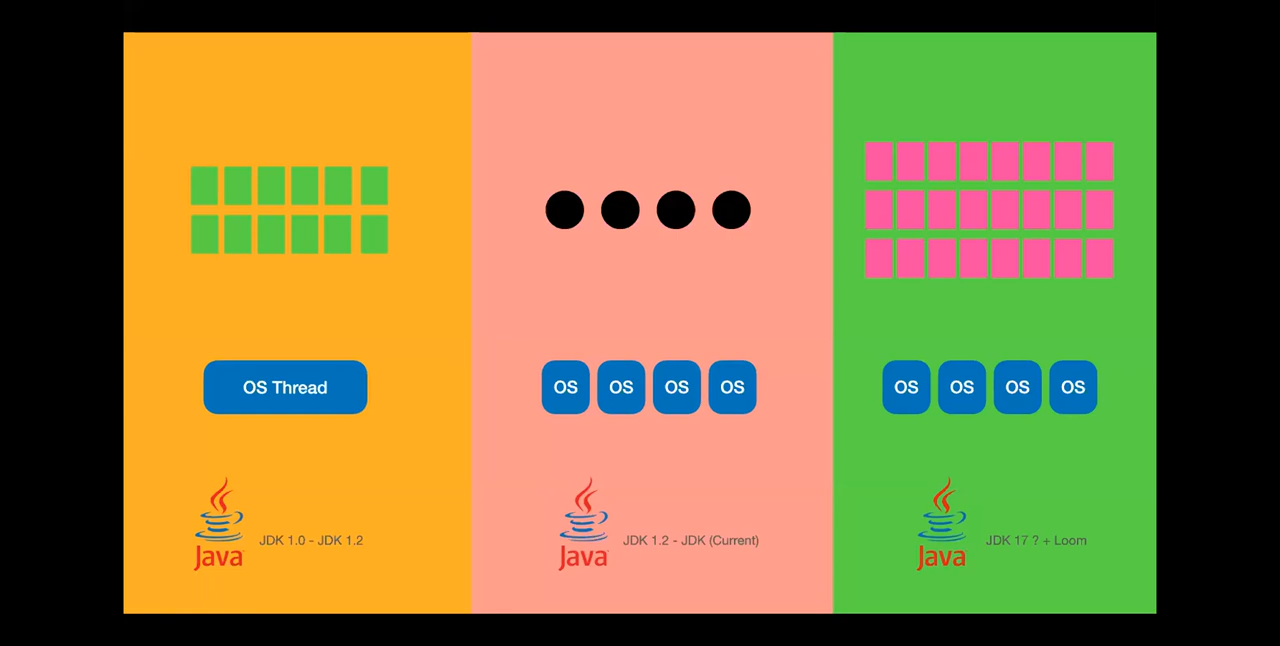 OS Thread
OS OS OS OS
OS OS OS OS
Java
JDK 1.0 - JDK 1.2
Java
JDK 1.2 - JDK (Current)
Java
JDK 17 ? + Loom